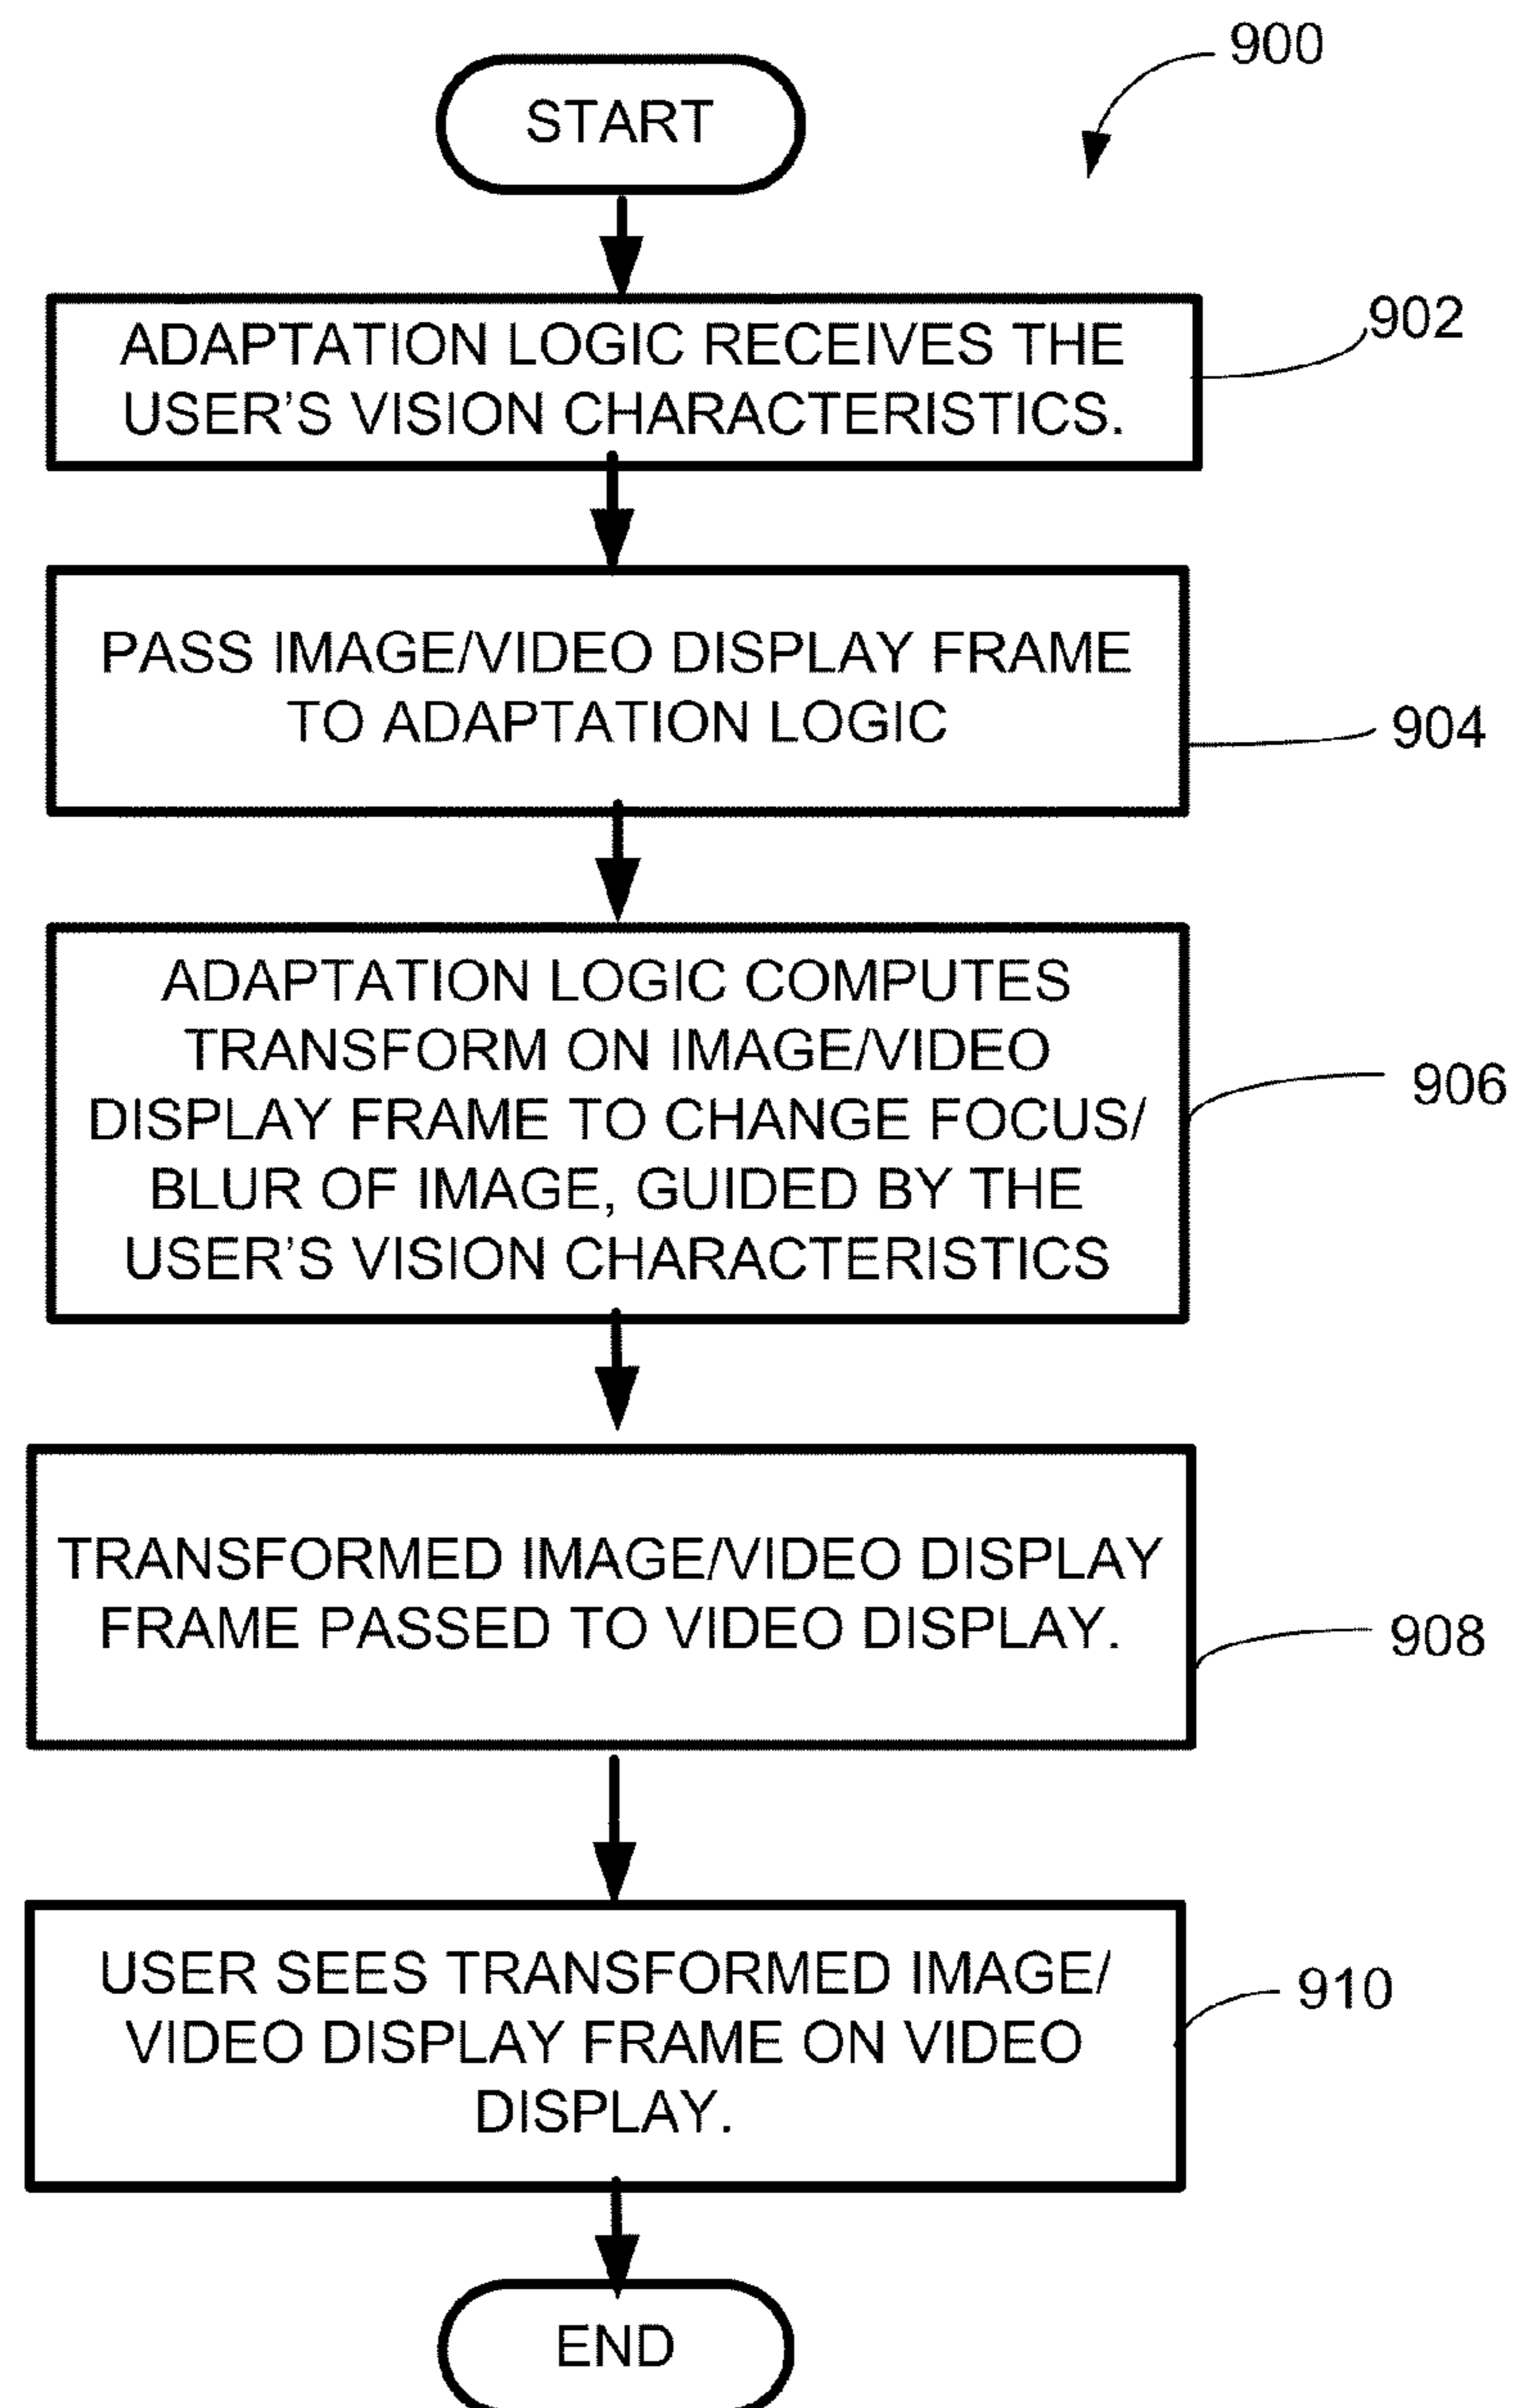 900
START
ADAPTATION LOGIC RECEIVES THE
USER'S VISION CHARACTERISTICS.
902
PASS IMAGE/VIDEO DISPLAY FRAME
TO ADAPTATION LOGIC
904
ADAPTATION LOGIC COMPUTES
TRANSFORM ON IMAGE/VIDEO
DISPLAY FRAME TO CHANGE FOCUS/
BLUR OF IMAGE, GUIDED BY THE
USER'S VISION CHARACTERISTICS
906
TRANSFORMED IMAGE/VIDEO DISPLAY
FRAME PASSED TO VIDEO DISPLAY.
908
USER SEES TRANSFORMED IMAGE/
VIDEO DISPLAY FRAME ON VIDEO
DISPLAY.
910
END